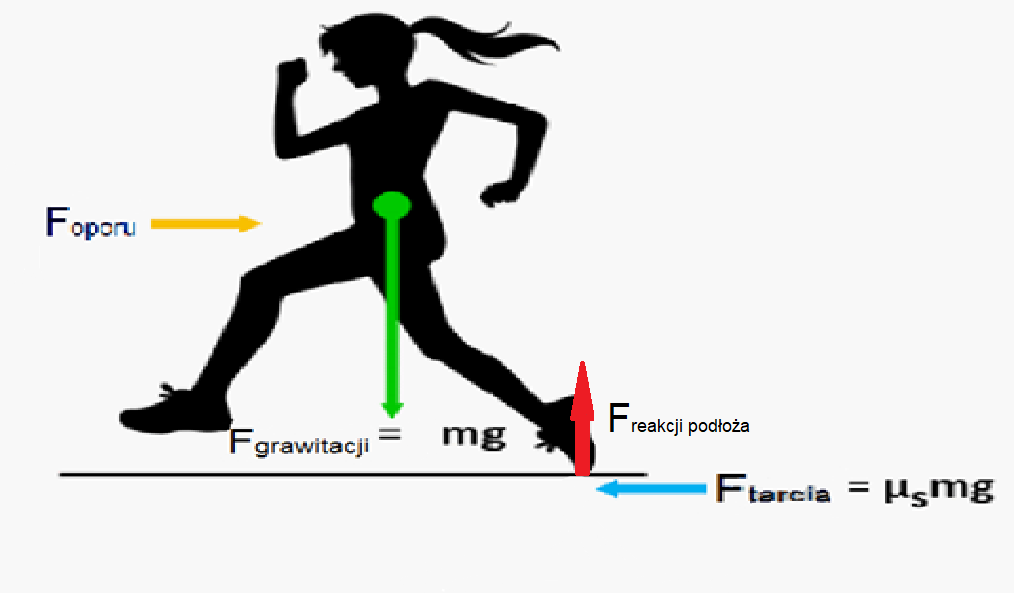 Foporu
Fgrawitacji = mg
Freakcji podłoża
Ftarcia = μsmg